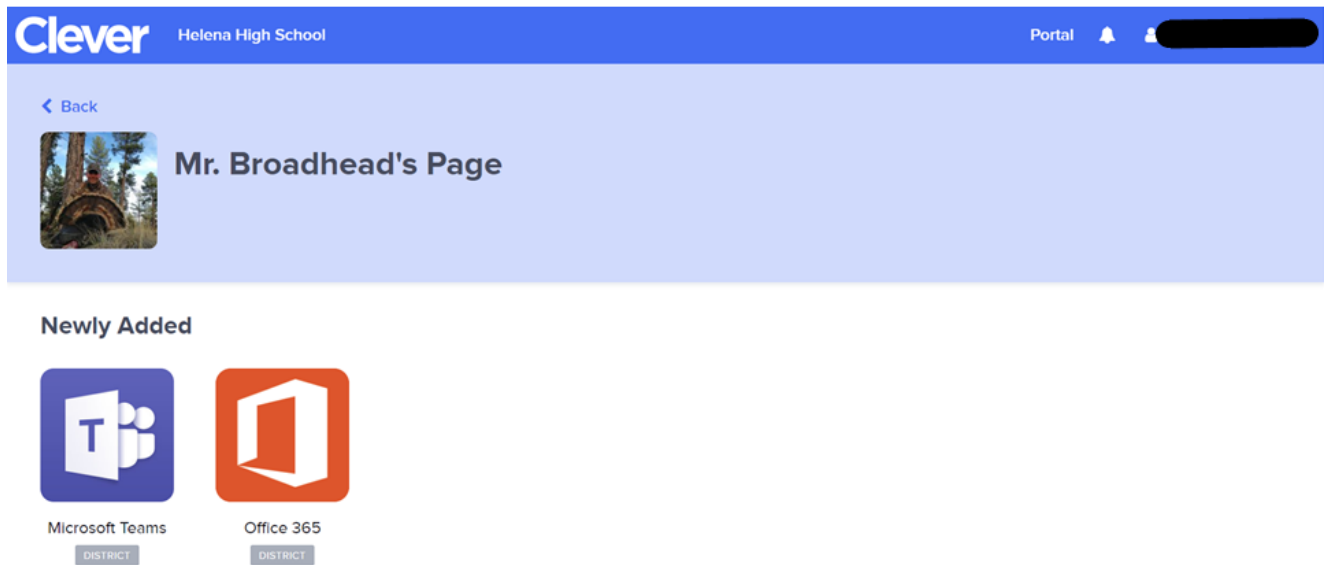 Clever Helena High School Portal
Back
Mr. Broadhead's Page
Newly Added
T
Microsoft Teams Office 365
DISTRICT DISTRICT